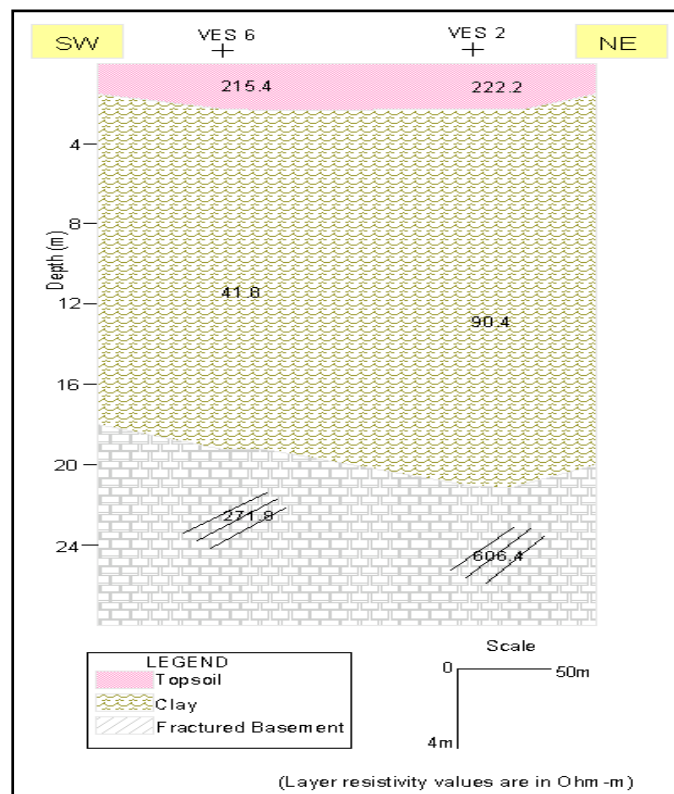 SW VES 6 VES 2 NE
215.4 222.2
4
8
Depth (m)
41.8
12
90.4
16
20
271.8
24
606.4
Scale
0 50m
4m
LEGEND
Topsoil
Clay
Fractured Basement
(Layer resistivity values are in Ohm-m)